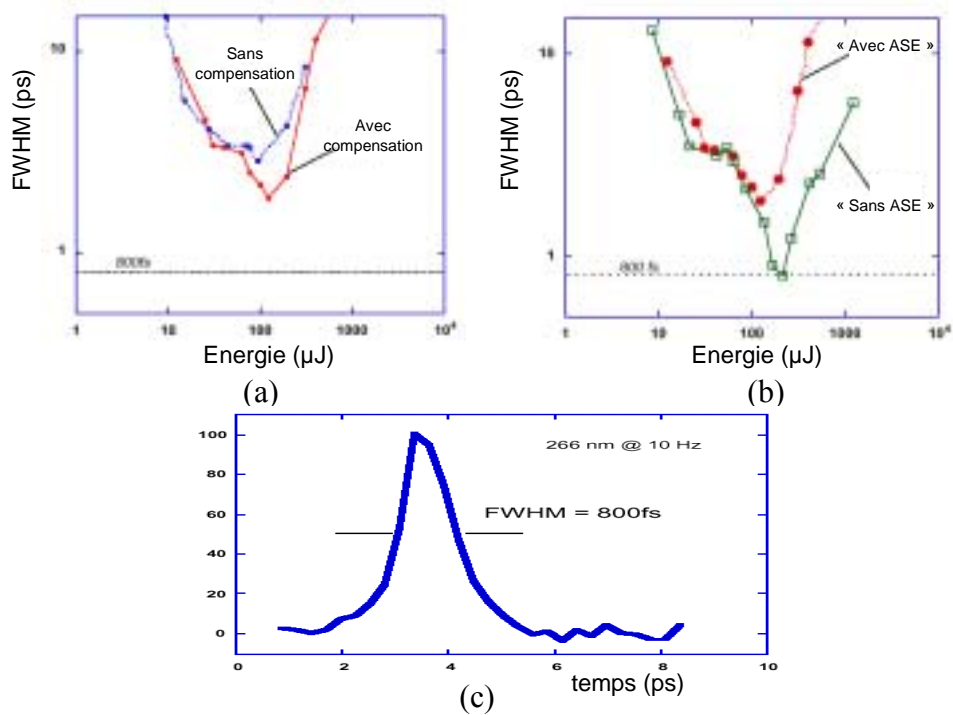 10
Sans
compensation
Avec
compensation
FWHM (ps)
1
800fs
1 10 100 1000 10⁴
Energie (µJ)
(a)
10
« Avec ASE »
FWHM (ps)
« Sans ASE »
1
800 fs
1 10 100 1000 10⁴
Energie (µJ)
(b)
100
266 nm @ 10 Hz
80
60
FWHM = 800fs
40
20
0
0 2 4 6 8 10
temps (ps)
(c)